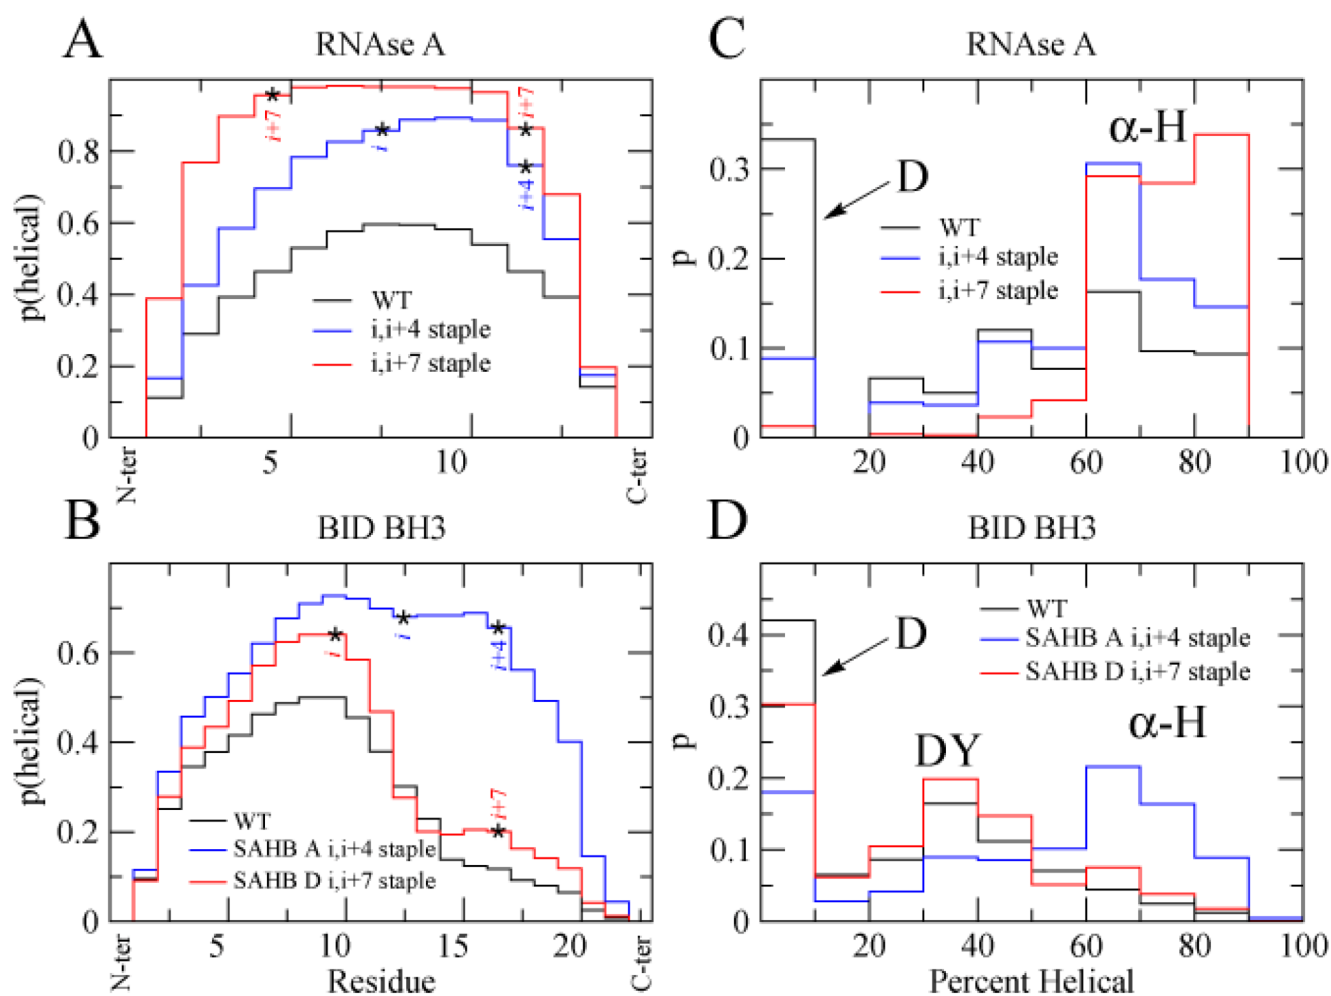 A
RNAse A
p(helical)
0.8
0.6
0.4
0.2
0
*
i+7
*
i
*
i+7
*
i+4
WT
i,i+4 staple
i,i+7 staple
N-ter
5
10
C-ter
C
RNAse A
p
0.3
0.2
0.1
0
D
α-H
WT
i,i+4 staple
i,i+7 staple
20
40
60
80
100
B
BID BH3
p(helical)
0.6
0.4
0.2
0
*
i
*
i
*
i+4
*
i+7
WT
SAHB A i,i+4 staple
SAHB D i,i+7 staple
N-ter
5
10
15
20
C-ter
Residue
D
BID BH3
p
0.4
0.3
0.2
0.1
0
WT
SAHB A i,i+4 staple
SAHB D i,i+7 staple
D
DY
α-H
20
40
60
80
100
Percent Helical